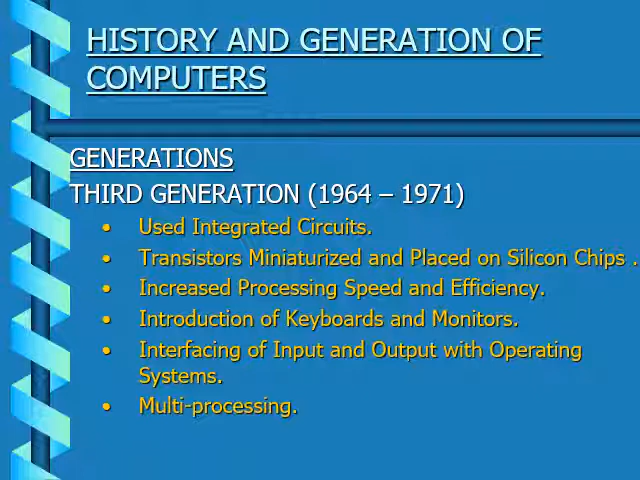 HISTORY AND GENERATION OF
COMPUTERS
GENERATIONS
THIRD GENERATION (1964 – 1971)
• Used Integrated Circuits.
• Transistors Miniaturized and Placed on Silicon Chips .
• Increased Processing Speed and Efficiency.
• Introduction of Keyboards and Monitors.
• Interfacing of Input and Output with Operating
Systems.
• Multi-processing.